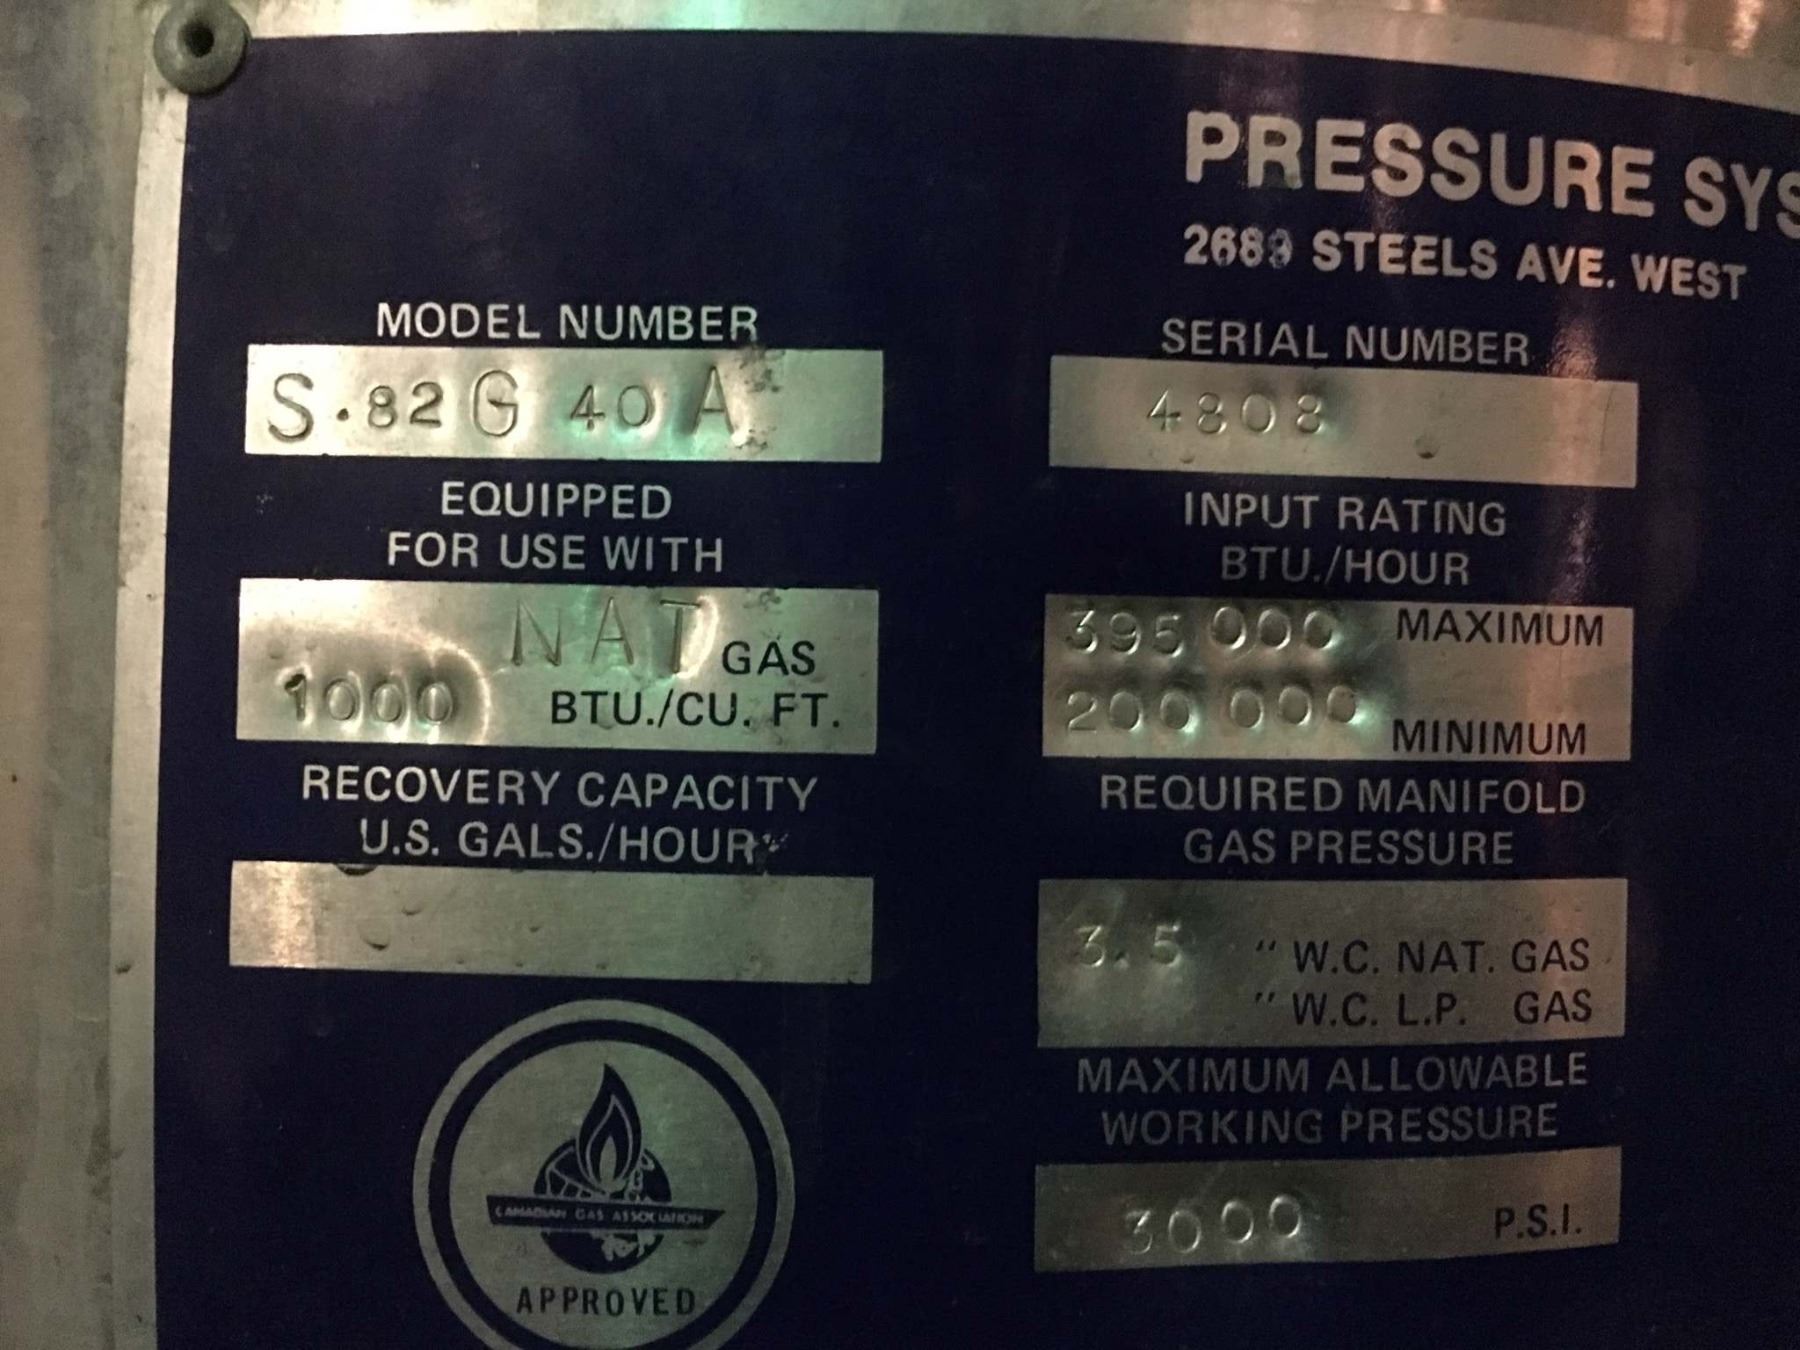 PRESSURE SYS
2689 STEELS AVE. WEST
MODEL NUMBER
S.82G 40 A
SERIAL NUMBER
4808
EQUIPPED
FOR USE WITH
NAT GAS
1000 BTU./CU. FT.
INPUT RATING
BTU./HOUR
395 000 MAXIMUM
200 000 MINIMUM
RECOVERY CAPACITY
U.S. GALS./HOUR
REQUIRED MANIFOLD
GAS PRESSURE
3.5 " W.C. NAT. GAS
" W.C. L.P. GAS
MAXIMUM ALLOWABLE
WORKING PRESSURE
3000 P.S.I.
CANADIAN GAS ASSOCIATION
APPROVED